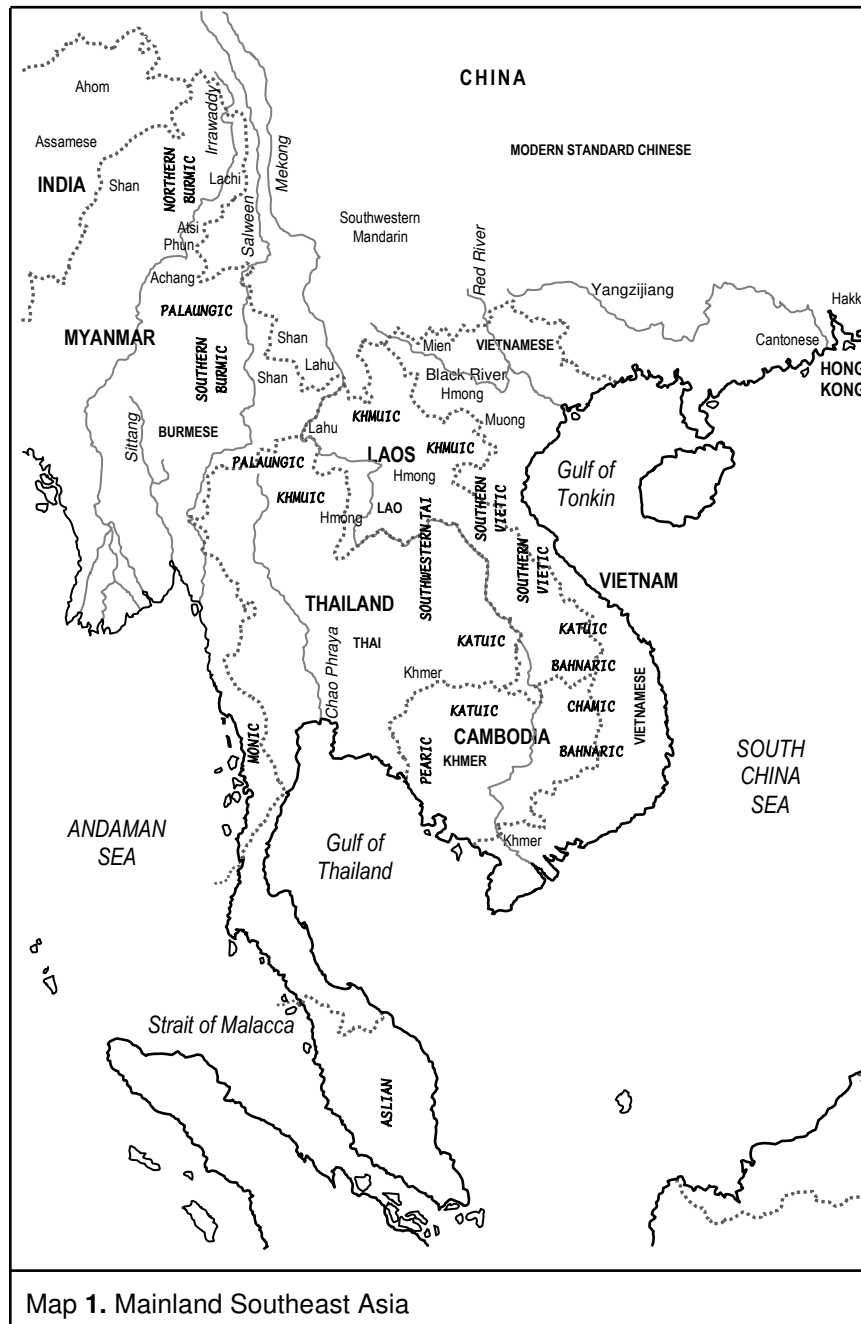 CHINA
Ahom
Irrawaddy
Assamese
MODERN STANDARD CHINESE
Mekong
INDIA
Shan
NORTHERN
BURMIC
Lachi
Salween
Southwestern
Mandarin
Atsi
Phun
Red River
Achang
Yangzijiang
Hakk
PALAUNGIC
MYANMAR
Shan
Mien
VIETNAMESE
Cantonese
SOUTHERN
BURMIC
Shan
Lahu
Black River
HONG
KONG
Hmong
Sittang
KHMUIC
Muong
BURMESE
Lahu
LAOS
KHMUIC
PALAUNGIC
Hmong
Gulf of
Tonkin
KHMUIC
Hmong
LAO
SOUTHWESTERN TAI
SOUTHERN
VIETIC
SOUTHERN
VIETIC
VIETNAM
THAILAND
THAI
KATUIC
KATUIC
Chao Phraya
Khmer
BAHNARIC
VIETNAMESE
KATUIC
CHAMIC
MONIC
CAMBODIA
PEARIC
KHMER
BAHNARIC
SOUTH
CHINA
SEA
ANDAMAN
SEA
Gulf of
Thailand
Khmer
Strait of Malacca
ASLIAN
Map 1. Mainland Southeast Asia